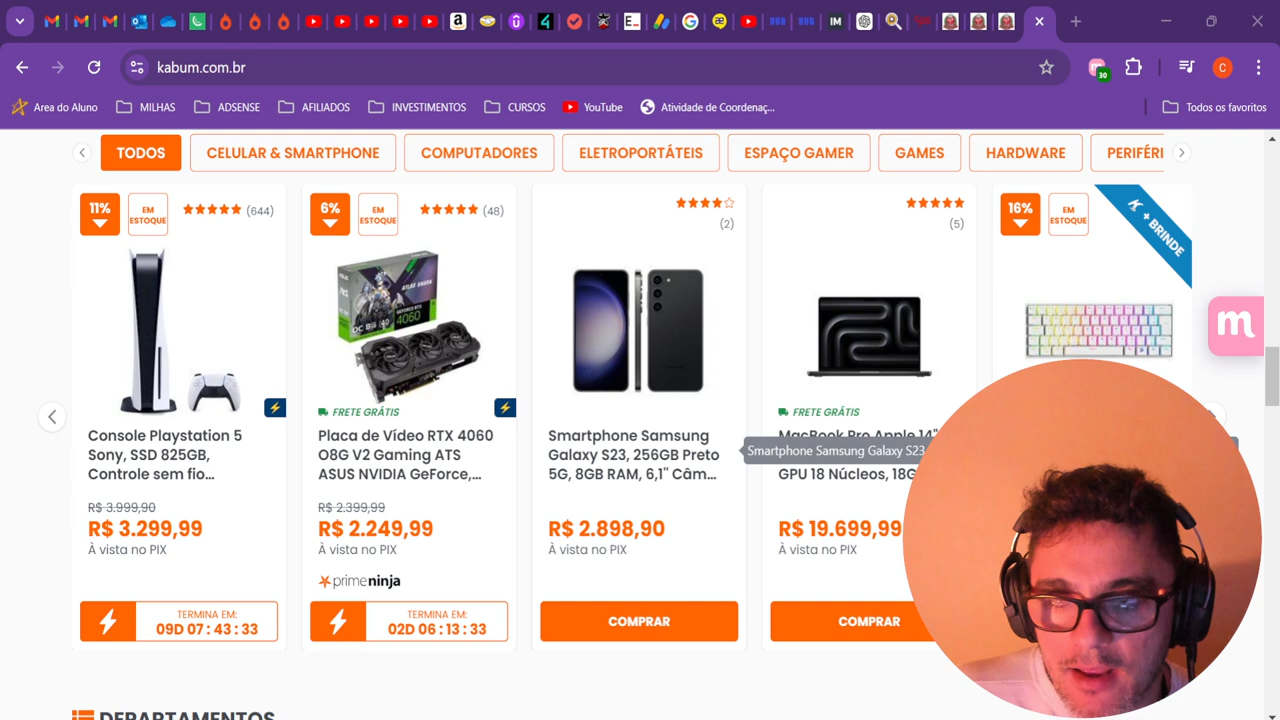 kabum.com.br
30
C
Area do Aluno
MILHAS
ADSENSE
AFILIADOS
INVESTIMENTOS
CURSOS
YouTube
Atividade de Coordenaç...
Todos os favoritos
TODOS
CELULAR & SMARTPHONE
COMPUTADORES
ELETROPORTÁTEIS
ESPAÇO GAMER
GAMES
HARDWARE
PERIFÉRI
11%
EM
ESTOQUE
(644)
FRETE GRÁTIS
Console Playstation 5
Sony, SSD 825GB,
Controle sem fio...
R$ 3.999,90
R$ 3.299,99
À vista no PIX
TERMINA EM:
09D 07 : 43 : 33
6%
EM
ESTOQUE
(48)
ATLAS SHARK
GEFORCE RTX
4060
Placa de Vídeo RTX 4060
O8G V2 Gaming ATS
ASUS NVIDIA GeForce,...
R$ 2.399,99
R$ 2.249,99
À vista no PIX
primeninja
TERMINA EM:
02D 06 : 13 : 33
(2)
Smartphone Samsung
Galaxy S23, 256GB Preto
5G, 8GB RAM, 6,1" Câm...
R$ 2.898,90
À vista no PIX
COMPRAR
(5)
FRETE GRÁTIS
MacBook Pro Apple 14"
Smartphone Samsung Galaxy S23
GPU 18 Núcleos, 18G
R$ 19.699,99
À vista no PIX
COMPRAR
16%
EM
ESTOQUE
K + BRINDE
m
DEPARTAMENTOS